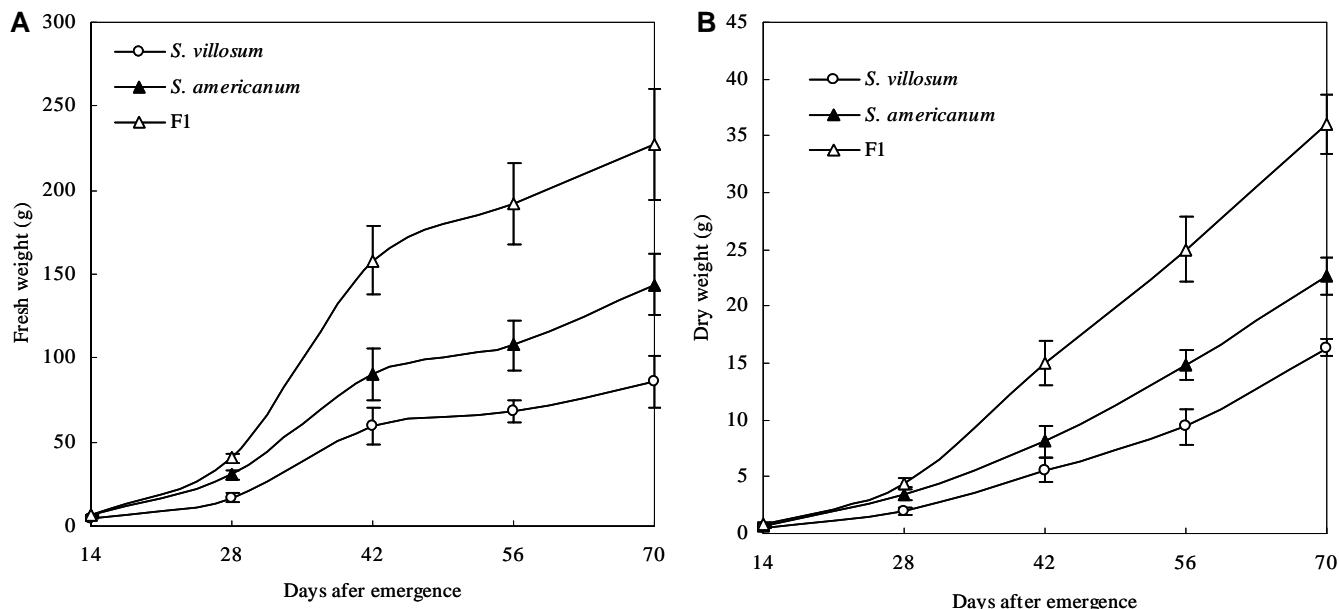 A
300
250
200
150
100
50
0
14 28 42 56 70
Fresh weight (g)
Days afer emergence
S. villosum
S. americanum
F1
B
45
40
35
30
25
20
15
10
5
0
14 28 42 56 70
Dry weight (g)
Days after emergence
S. villosum
S. americanum
F1